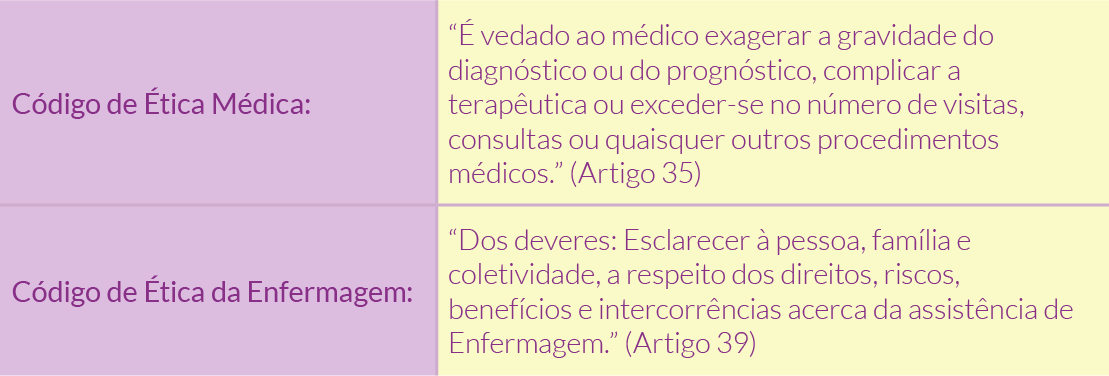 Código de Ética Médica:
“É vedado ao médico exagerar a gravidade do
diagnóstico ou do prognóstico, complicar a
terapêutica ou exceder-se no número de visitas,
consultas ou quaisquer outros procedimentos
médicos.” (Artigo 35)
Código de Ética da Enfermagem:
“Dos deveres: Esclarecer à pessoa, família e
coletividade, a respeito dos direitos, riscos,
benefícios e intercorrências acerca da assistência de
Enfermagem.” (Artigo 39)